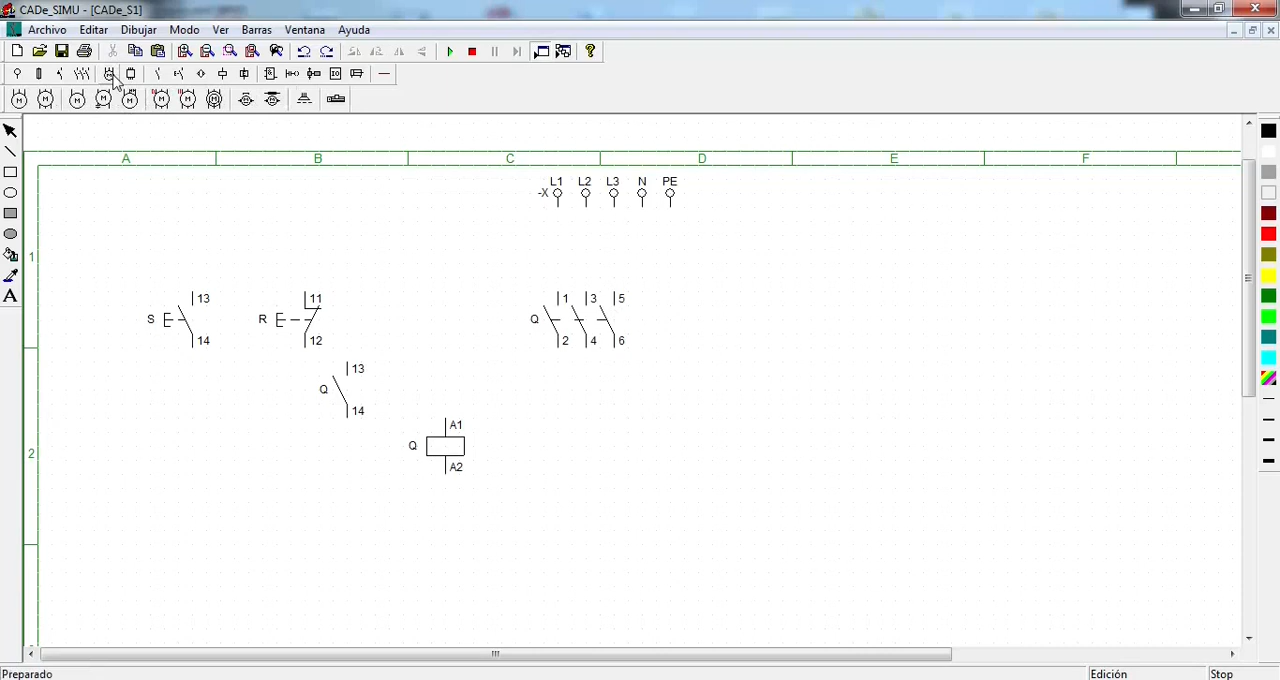 CADe_SIMU - [CADe_S1]
Archivo Editar Dibujar Modo Ver Barras Ventana Ayuda
A B C D E F
L1 L2 L3 N PE
-X
1
13 11 1 3 5
S R Q
14 12 2 4 6
13
Q
14
A1
2 Q
A2
Preparado Edición Stop